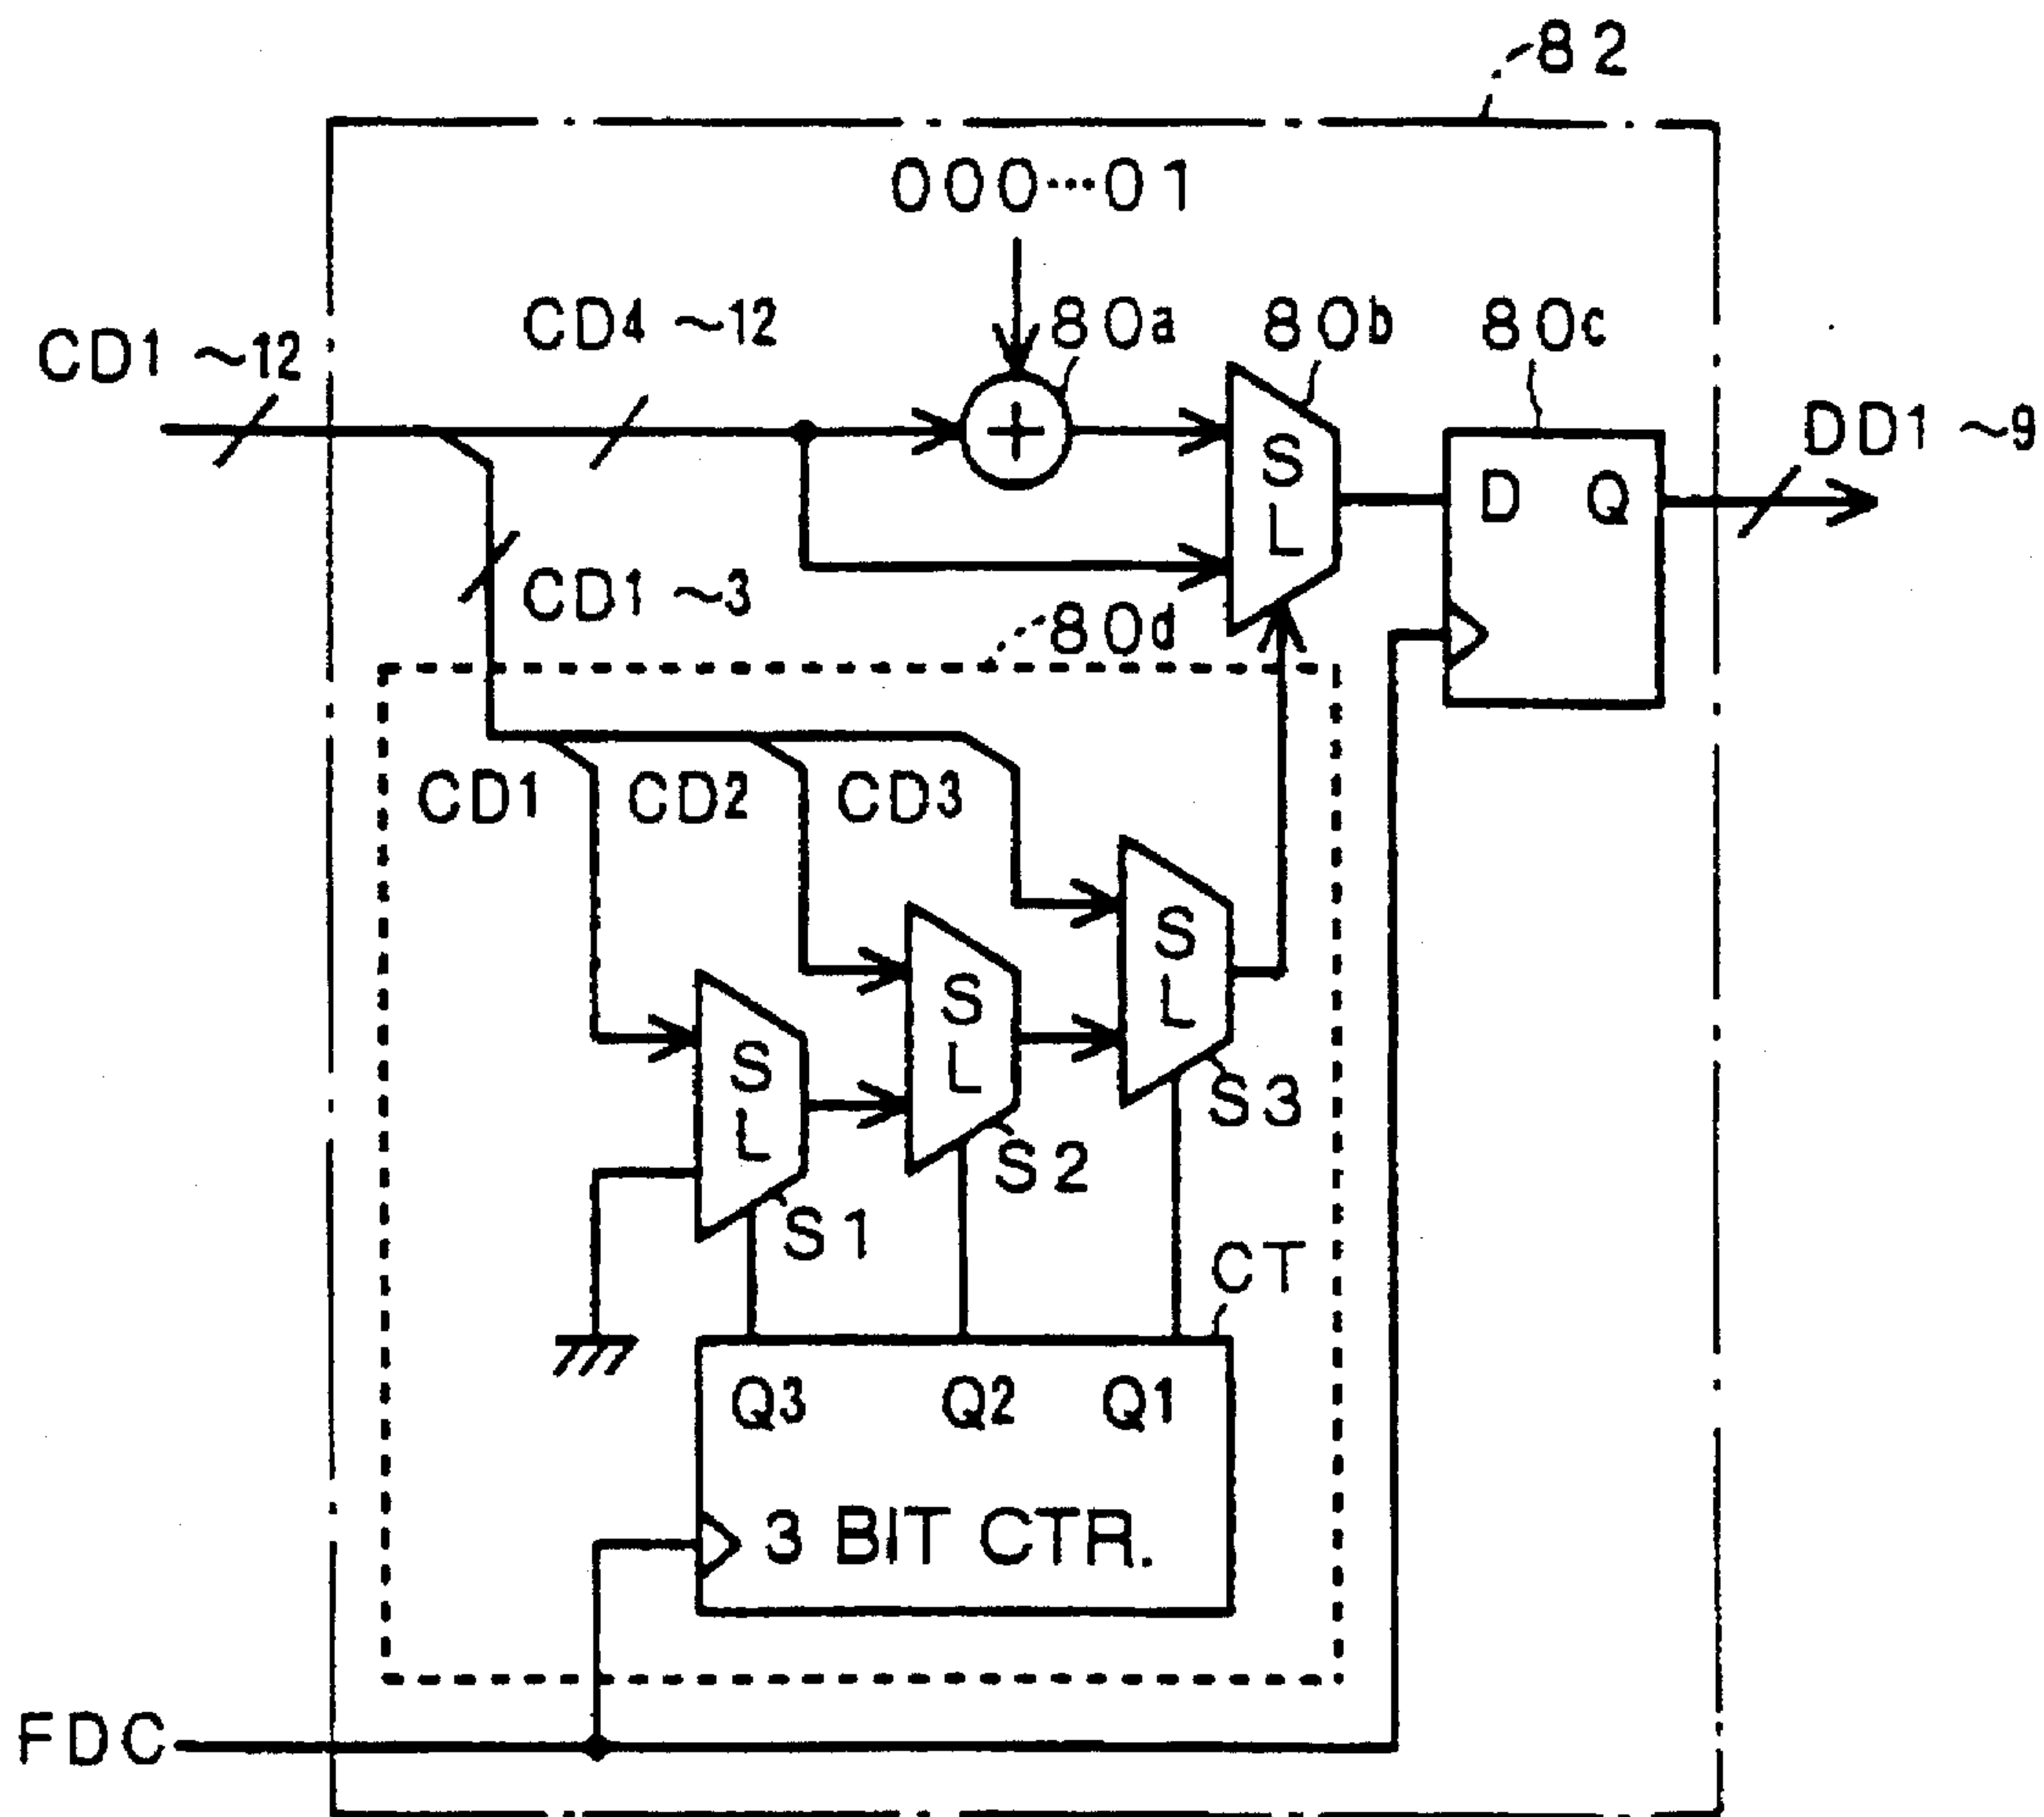 82
000…01
CD1~12
CD4~12
80a
80b
80c
DD1~9
S
L
D Q
CD1~3
80d
CD1
CD2
CD3
S
L
S3
S
L
S2
S
L
S1
CT
Q3 Q2 Q1
3 BIT CTR.
FDC